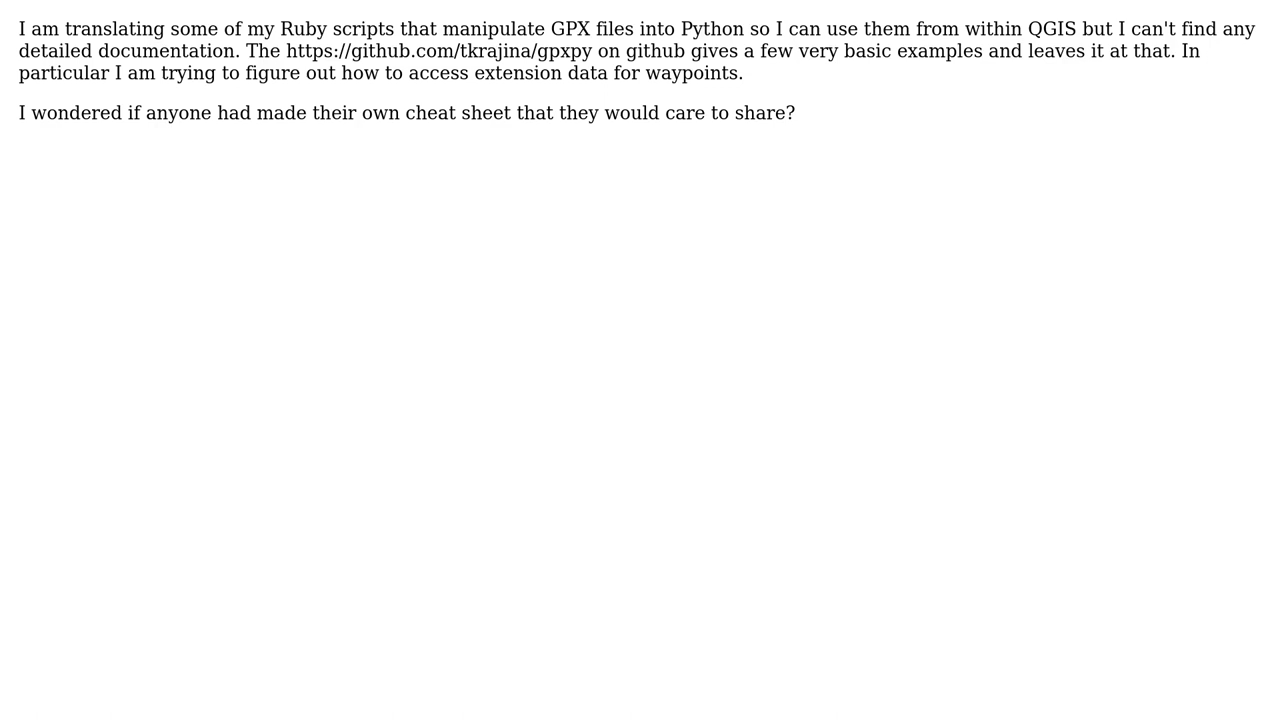 I am translating some of my Ruby scripts that manipulate GPX files into Python so I can use them from within QGIS but I can't find any
detailed documentation. The https://github.com/tkrajina/gpxpy on github gives a few very basic examples and leaves it at that. In
particular I am trying to figure out how to access extension data for waypoints.
I wondered if anyone had made their own cheat sheet that they would care to share?